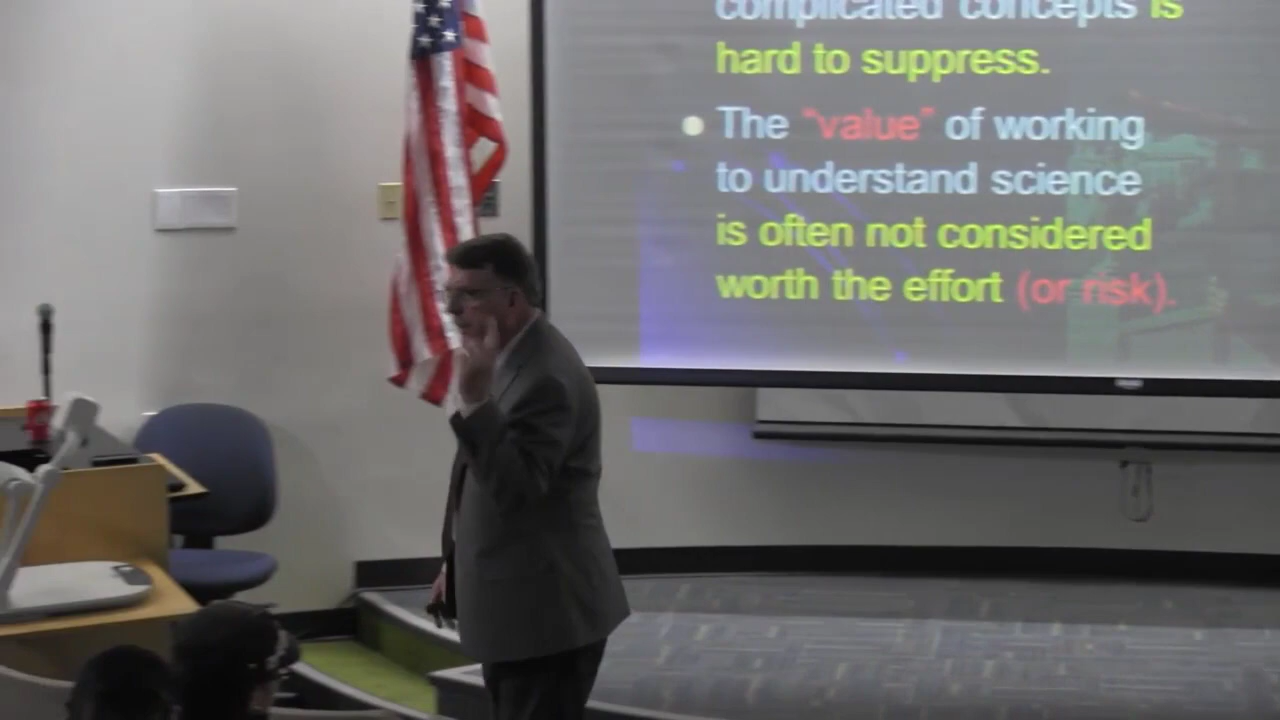 complicated concepts is
hard to suppress.
The "value" of working
to understand science
is often not considered
worth the effort (or risk).